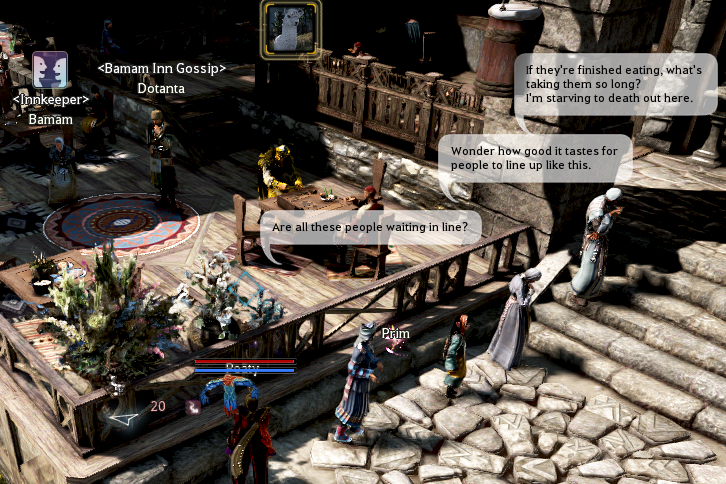 <Bamam Inn Gossip>
Dotanta
<Innkeeper>
Bamam
If they're finished eating, what's
taking them so long?
I'm starving to death out here.
Wonder how good it tastes for
people to line up like this.
Are all these people waiting in line?
Prim
20